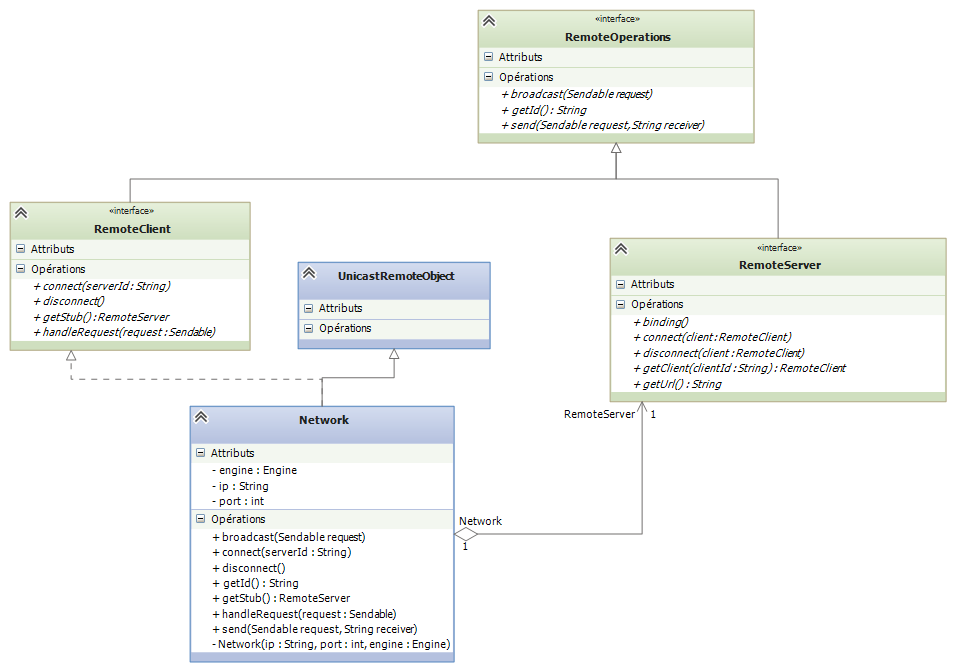 «interface»
RemoteOperations
Attributs
Opérations
+ broadcast(Sendable request)
+ getId() : String
+ send(Sendable request, String receiver)
«interface»
RemoteClient
Attributs
Opérations
+ connect(serverId : String)
+ disconnect()
+ getStub() : RemoteServer
+ handleRequest(request : Sendable)
UnicastRemoteObject
Attributs
Opérations
«interface»
RemoteServer
Attributs
Opérations
+ binding()
+ connect(client : RemoteClient)
+ disconnect(client : RemoteClient)
+ getClient(clientId : String) : RemoteClient
+ getUrl() : String
RemoteServer 1
Network
Attributs
- engine : Engine
- ip : String
- port : int
Opérations
+ broadcast(Sendable request)
+ connect(serverId : String)
+ disconnect()
+ getId() : String
+ getStub() : RemoteServer
+ handleRequest(request : Sendable)
+ send(Sendable request, String receiver)
- Network(ip : String, port : int, engine : Engine)
Network
1